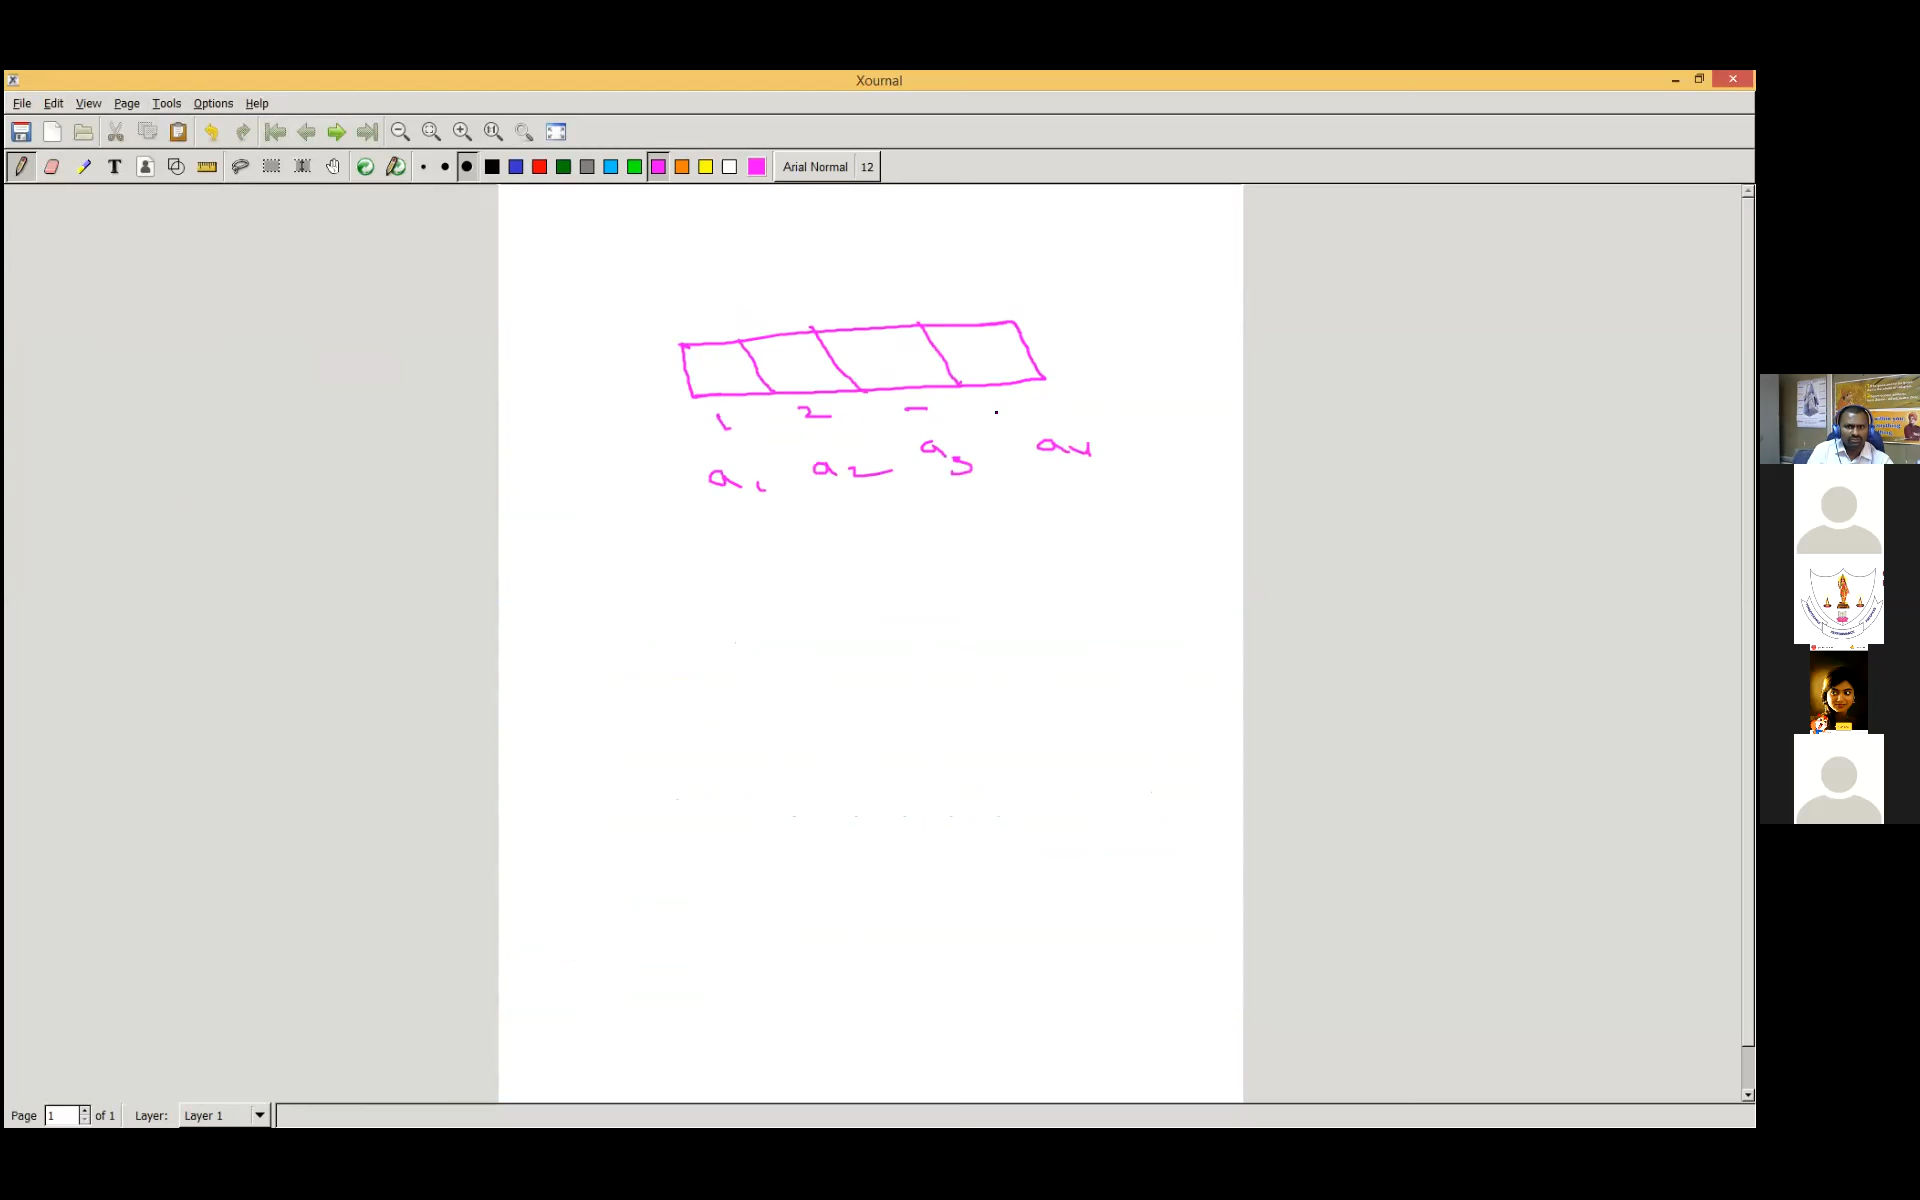 Xournal
File Edit View Page Tools Options Help
T Arial Normal 12
1 2 -
a1 a2 a3 a4
Page 1 of 1 Layer: Layer 1